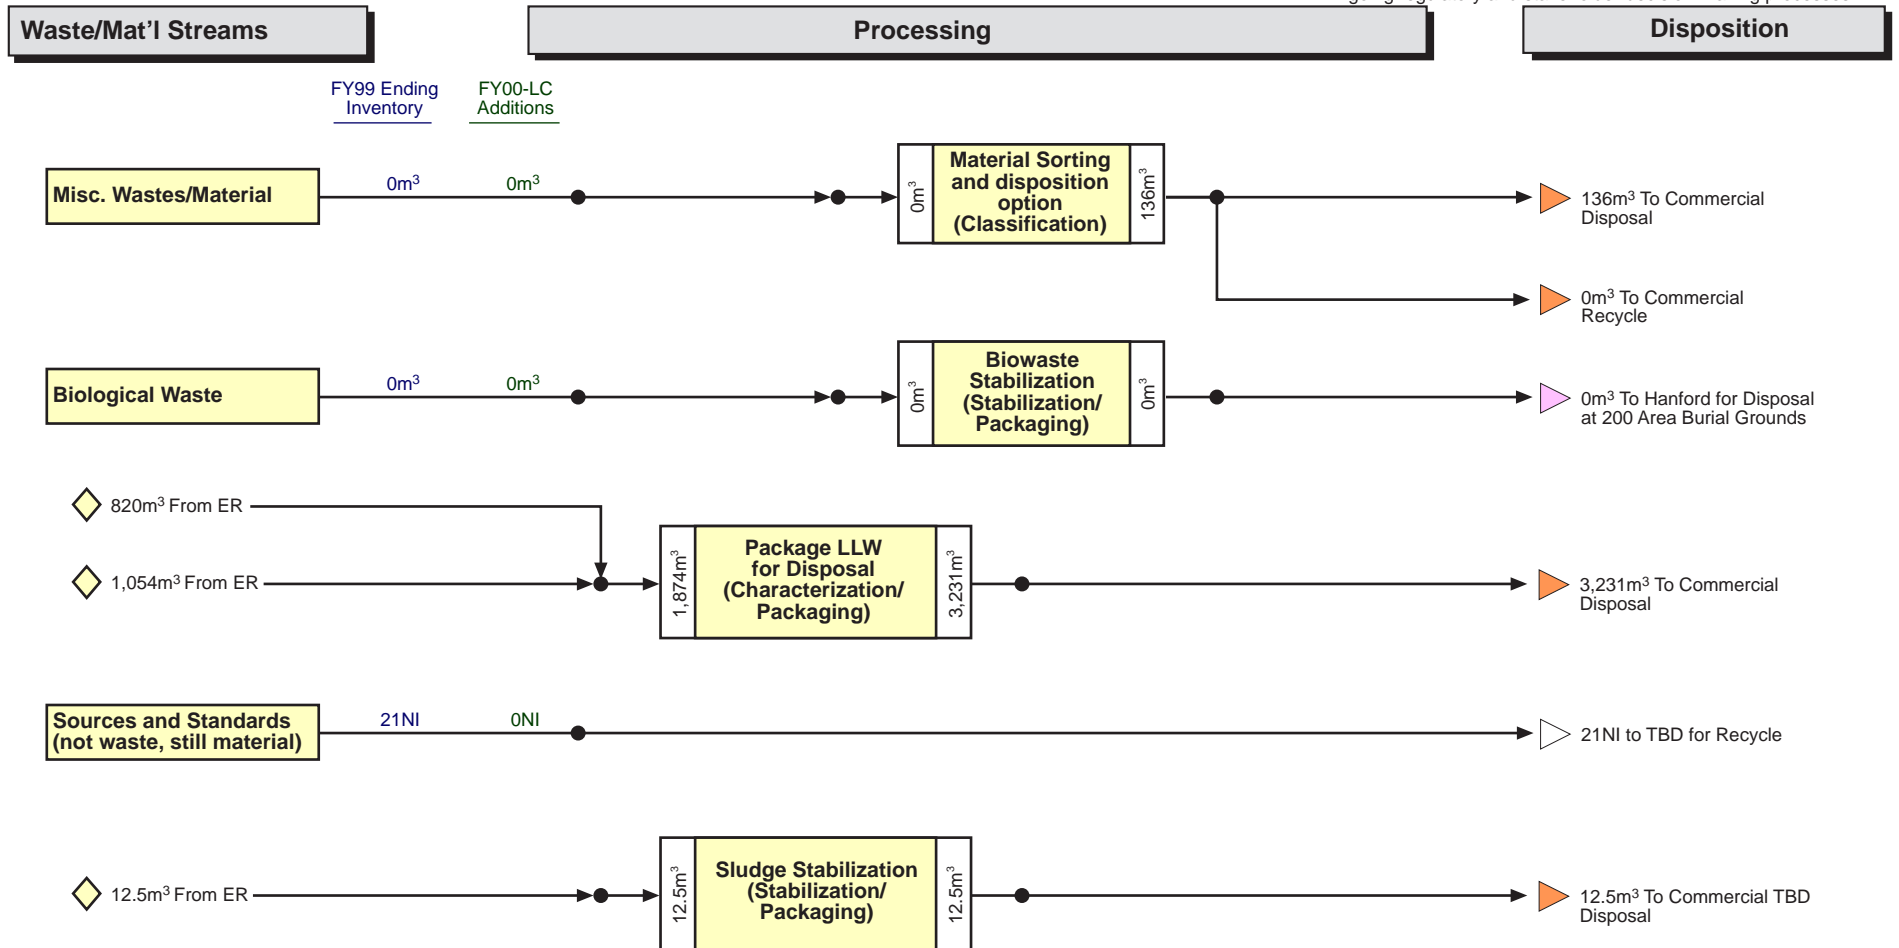 Waste/Mat'l Streams
Processing
Disposition
FY99 Ending
Inventory
FY00-LC
Additions
Misc. Wastes/Material
0m³
0m³
0m³
Material Sorting
and disposition
option
(Classification)
136m³
136m³ To Commercial
Disposal
0m³ To Commercial
Recycle
Biological Waste
0m³
0m³
0m³
Biowaste
Stabilization
(Stabilization/
Packaging)
0m³
0m³ To Hanford for Disposal
at 200 Area Burial Grounds
820m³ From ER
1,054m³ From ER
1,874m³
Package LLW
for Disposal
(Characterization/
Packaging)
3,231m³
3,231m³ To Commercial
Disposal
Sources and Standards
(not waste, still material)
21NI
0NI
21NI to TBD for Recycle
12.5m³ From ER
12.5m³
Sludge Stabilization
(Stabilization/
Packaging)
12.5m³
12.5m³ To Commercial TBD
Disposal